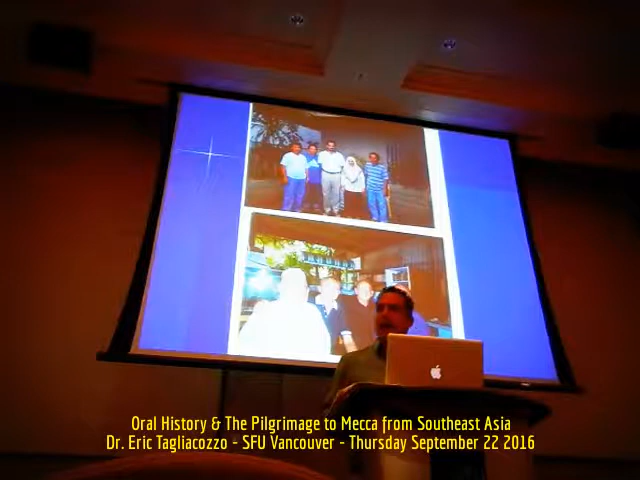 Oral History & The Pilgrimage to Mecca from Southeast Asia
Dr. Eric Tagliacozzo - SFU Vancouver - Thursday September 22 2016